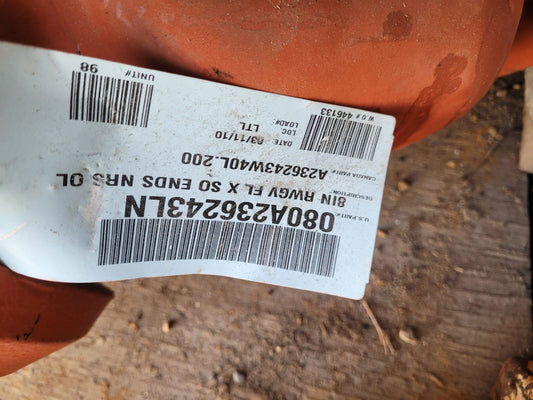 U.S. PART#:
080A236243LN
DESCRIPTION
8IN RWGV FL X SO ENDS NRS OL
CANADA PART#:
A236243W40L.200
DATE 03/11/10
LOC. LTL
LOAD#
W.O.# 446133
UNIT#
98